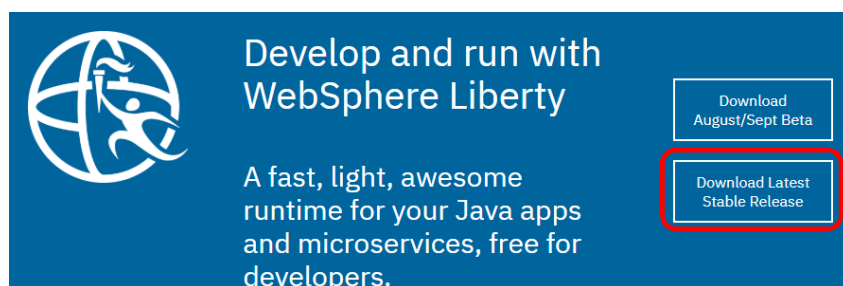 Develop and run with
WebSphere Liberty
A fast, light, awesome
runtime for your Java apps
and microservices, free for
developers.
Download
August/Sept Beta
Download Latest
Stable Release